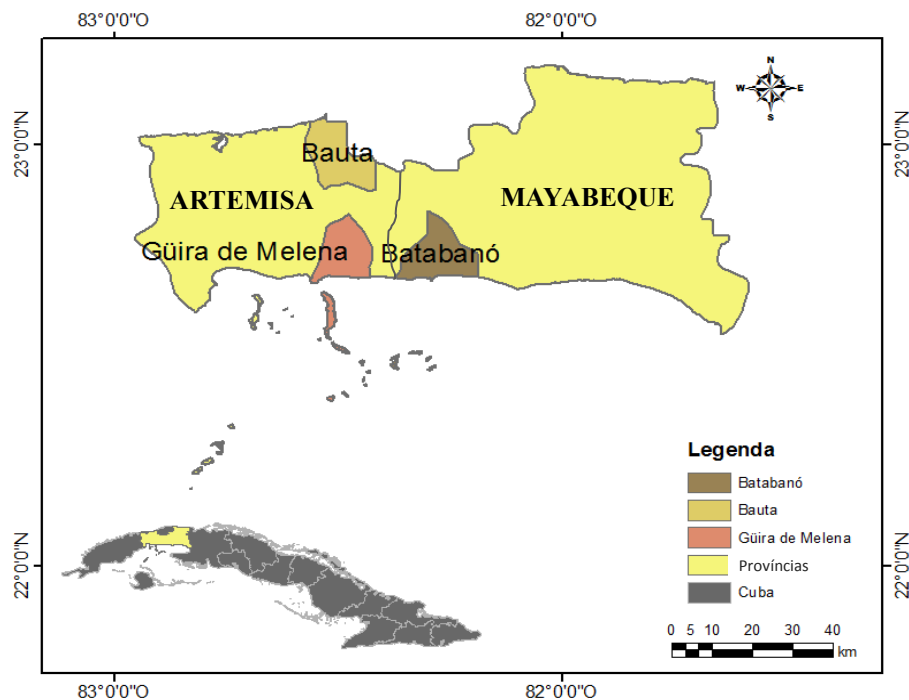 83°0'0"O 82°0'0"O
N
W E
S
23°0'0"N 23°0'0"N
Bauta
ARTEMISA MAYABEQUE
Güira de Melena Batabanó
Legenda
Batabanó
Bauta
Güira de Melena
Províncias
Cuba
22°0'0"N 22°0'0"N
0 5 10 20 30 40
km
83°0'0"O 82°0'0"O